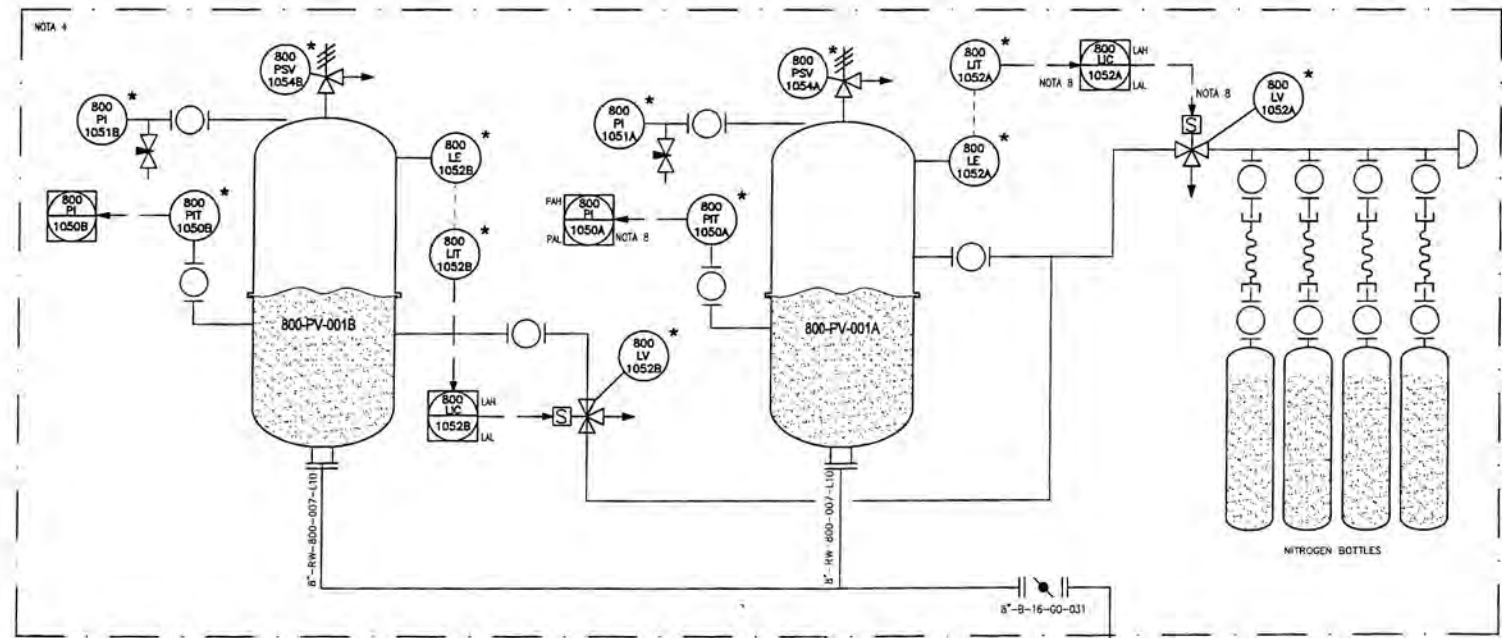 NOTA 4
800
PSV
1054B
*
800
PI
1051B
*
800
LE
1052B
*
800
PI
1050B
800
PIT
1050B
*
800
LIT
1052B
*
800-PV-001B
800
LV
1052B
*
800
LIC
1052B
LAH
LAL
S
8"-RW-800-007-L10
800
PSV
1054A
*
800
PI
1051A
*
800
LIT
1052A
*
NOTA 8
800
LIC
1052A
LAH
LAL
NOTA 8
800
LV
1052A
*
S
800
LE
1052A
*
PAH
800
PI
1050A
PAL
NOTA 8
800
PIT
1050A
*
800-PV-001A
8"-RW 800-007-L10
8"-B-16-GO-031
NITROGEN BOTTLES